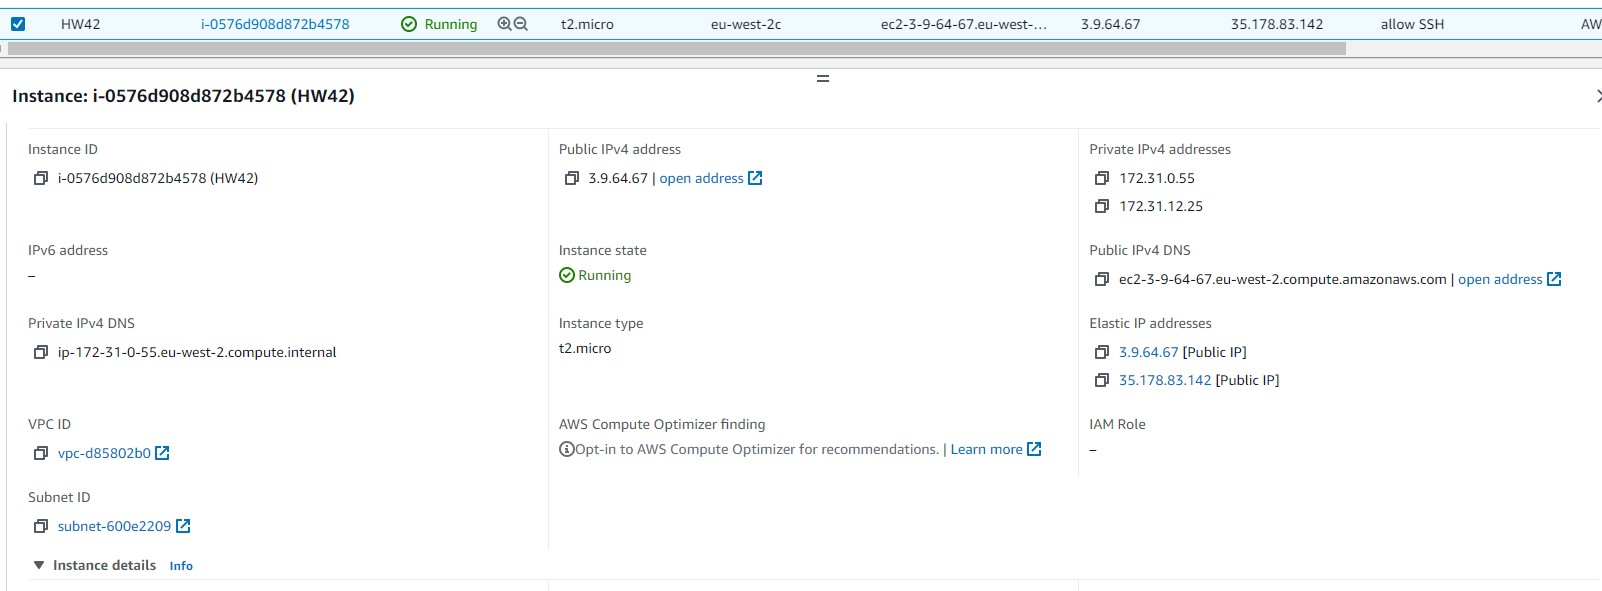 HW42 i-0576d908d872b4578 Running t2.micro eu-west-2c ec2-3-9-64-67.eu-west-... 3.9.64.67 35.178.83.142 allow SSH AW
Instance: i-0576d908d872b4578 (HW42)
Instance ID
i-0576d908d872b4578 (HW42)
Public IPv4 address
3.9.64.67 | open address
Private IPv4 addresses
172.31.0.55
172.31.12.25
IPv6 address
–
Instance state
Running
Public IPv4 DNS
ec2-3-9-64-67.eu-west-2.compute.amazonaws.com | open address
Private IPv4 DNS
ip-172-31-0-55.eu-west-2.compute.internal
Instance type
t2.micro
Elastic IP addresses
3.9.64.67 [Public IP]
35.178.83.142 [Public IP]
VPC ID
vpc-d85802b0
AWS Compute Optimizer finding
Opt-in to AWS Compute Optimizer for recommendations. | Learn more
IAM Role
–
Subnet ID
subnet-600e2209
Instance details Info